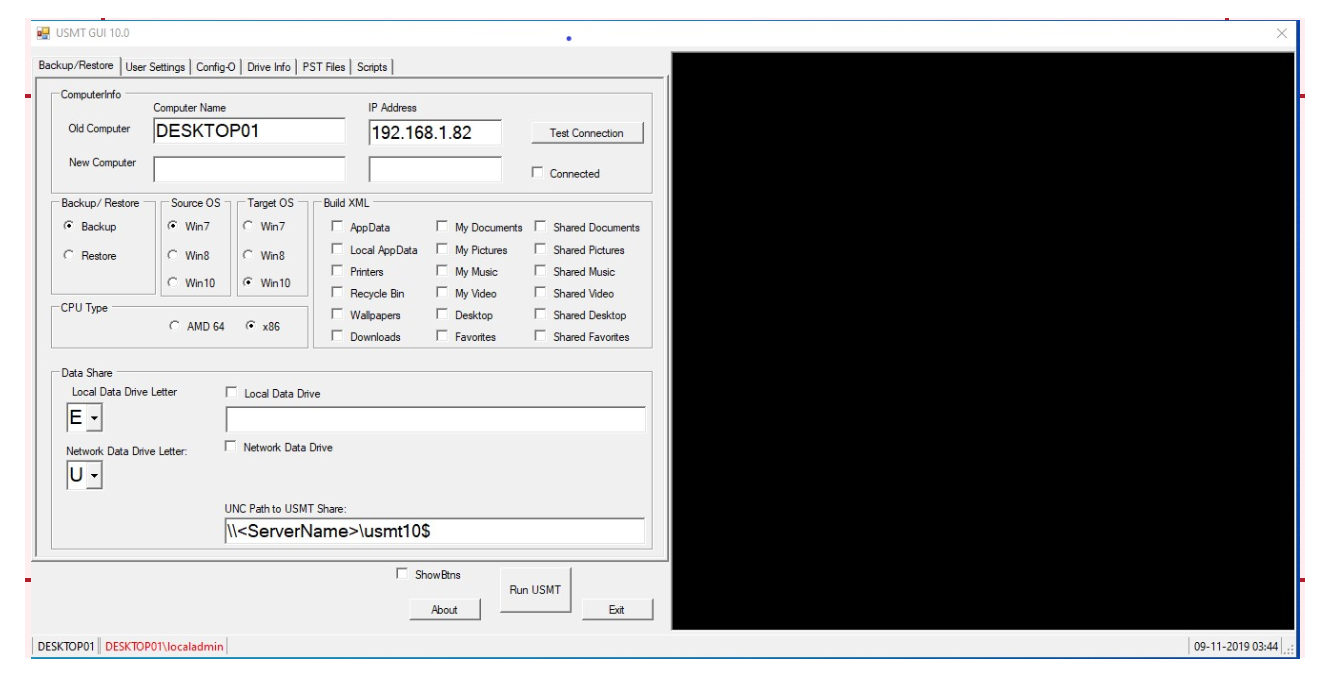 USMT GUI 10.0
Backup/Restore User Settings Config-O Drive Info PST Files Scripts
ComputerInfo
Computer Name IP Address
Old Computer DESKTOP01 192.168.1.82 Test Connection
New Computer Connected
Backup/ Restore Source OS Target OS Build XML
Backup Win7 Win7 AppData My Documents Shared Documents
Restore Win8 Win8 Local AppData My Pictures Shared Pictures
Printers My Music Shared Music
Win10 Win10 Recycle Bin My Video Shared Video
CPU Type Wallpapers Desktop Shared Desktop
AMD 64 x86 Downloads Favorites Shared Favorites
Data Share
Local Data Drive Letter Local Data Drive
E
Network Data Drive Letter: Network Data Drive
U
UNC Path to USMT Share:
\\<ServerName>\usmt10$
ShowBtns
Run USMT
About Exit
DESKTOP01 DESKTOP01\localadmin 09-11-2019 03:44